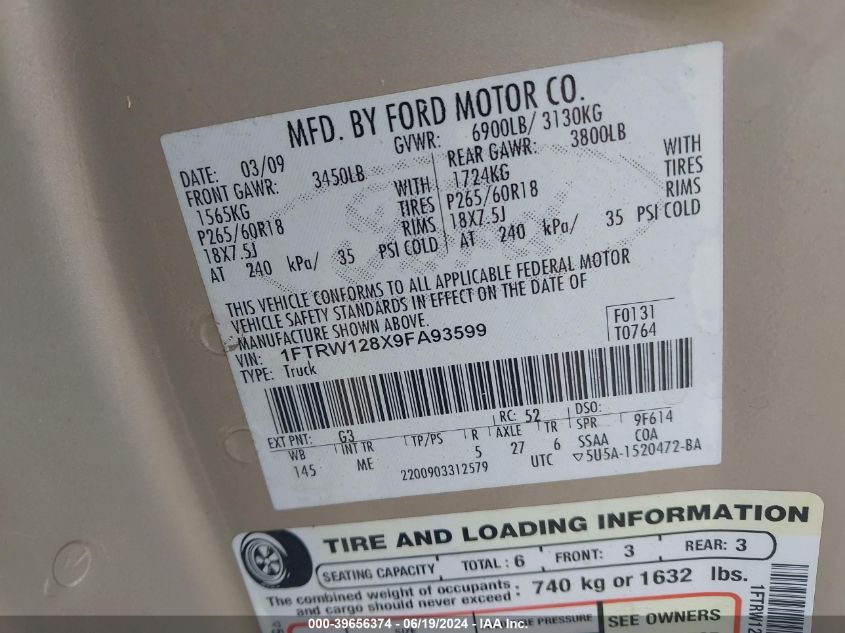 MFD. BY FORD MOTOR CO.
DATE: 03/09 GVWR: 6900LB/ 3130KG
FRONT GAWR: 3450LB REAR GAWR: 3800LB
1565KG WITH 1724KG WITH
P265/60R18 TIRES P265/60R18 TIRES
18X7.5J RIMS 18X7.5J RIMS
AT 240 kPa/ 35 PSI COLD AT 240 kPa/ 35 PSI COLD
THIS VEHICLE CONFORMS TO ALL APPLICABLE FEDERAL MOTOR
VEHICLE SAFETY STANDARDS IN EFFECT ON THE DATE OF
MANUFACTURE SHOWN ABOVE.
VIN: 1FTRW128X9FA93599 F0131
TYPE: Truck T0764
EXT PNT: G3 RC: 52 DSO:
WB INT TR TP/PS R AXLE TR SPR 9F614
145 ME 5 27 6 SSAA COA
2200903312579 UTC 5U5A-1520472-BA
TIRE AND LOADING INFORMATION
SEATING CAPACITY TOTAL: 6 FRONT: 3 REAR: 3
The combined weight of occupants and cargo should never exceed: 740 kg or 1632 lbs.
PRESSURE SEE OWNERS
1FTRW12
000-39656374 - 06/19/2024 - IAA Inc.